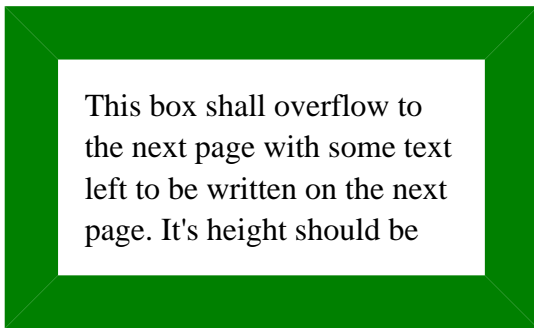 This box shall overflow to
the next page with some text
left to be written on the next
page. It's height should be